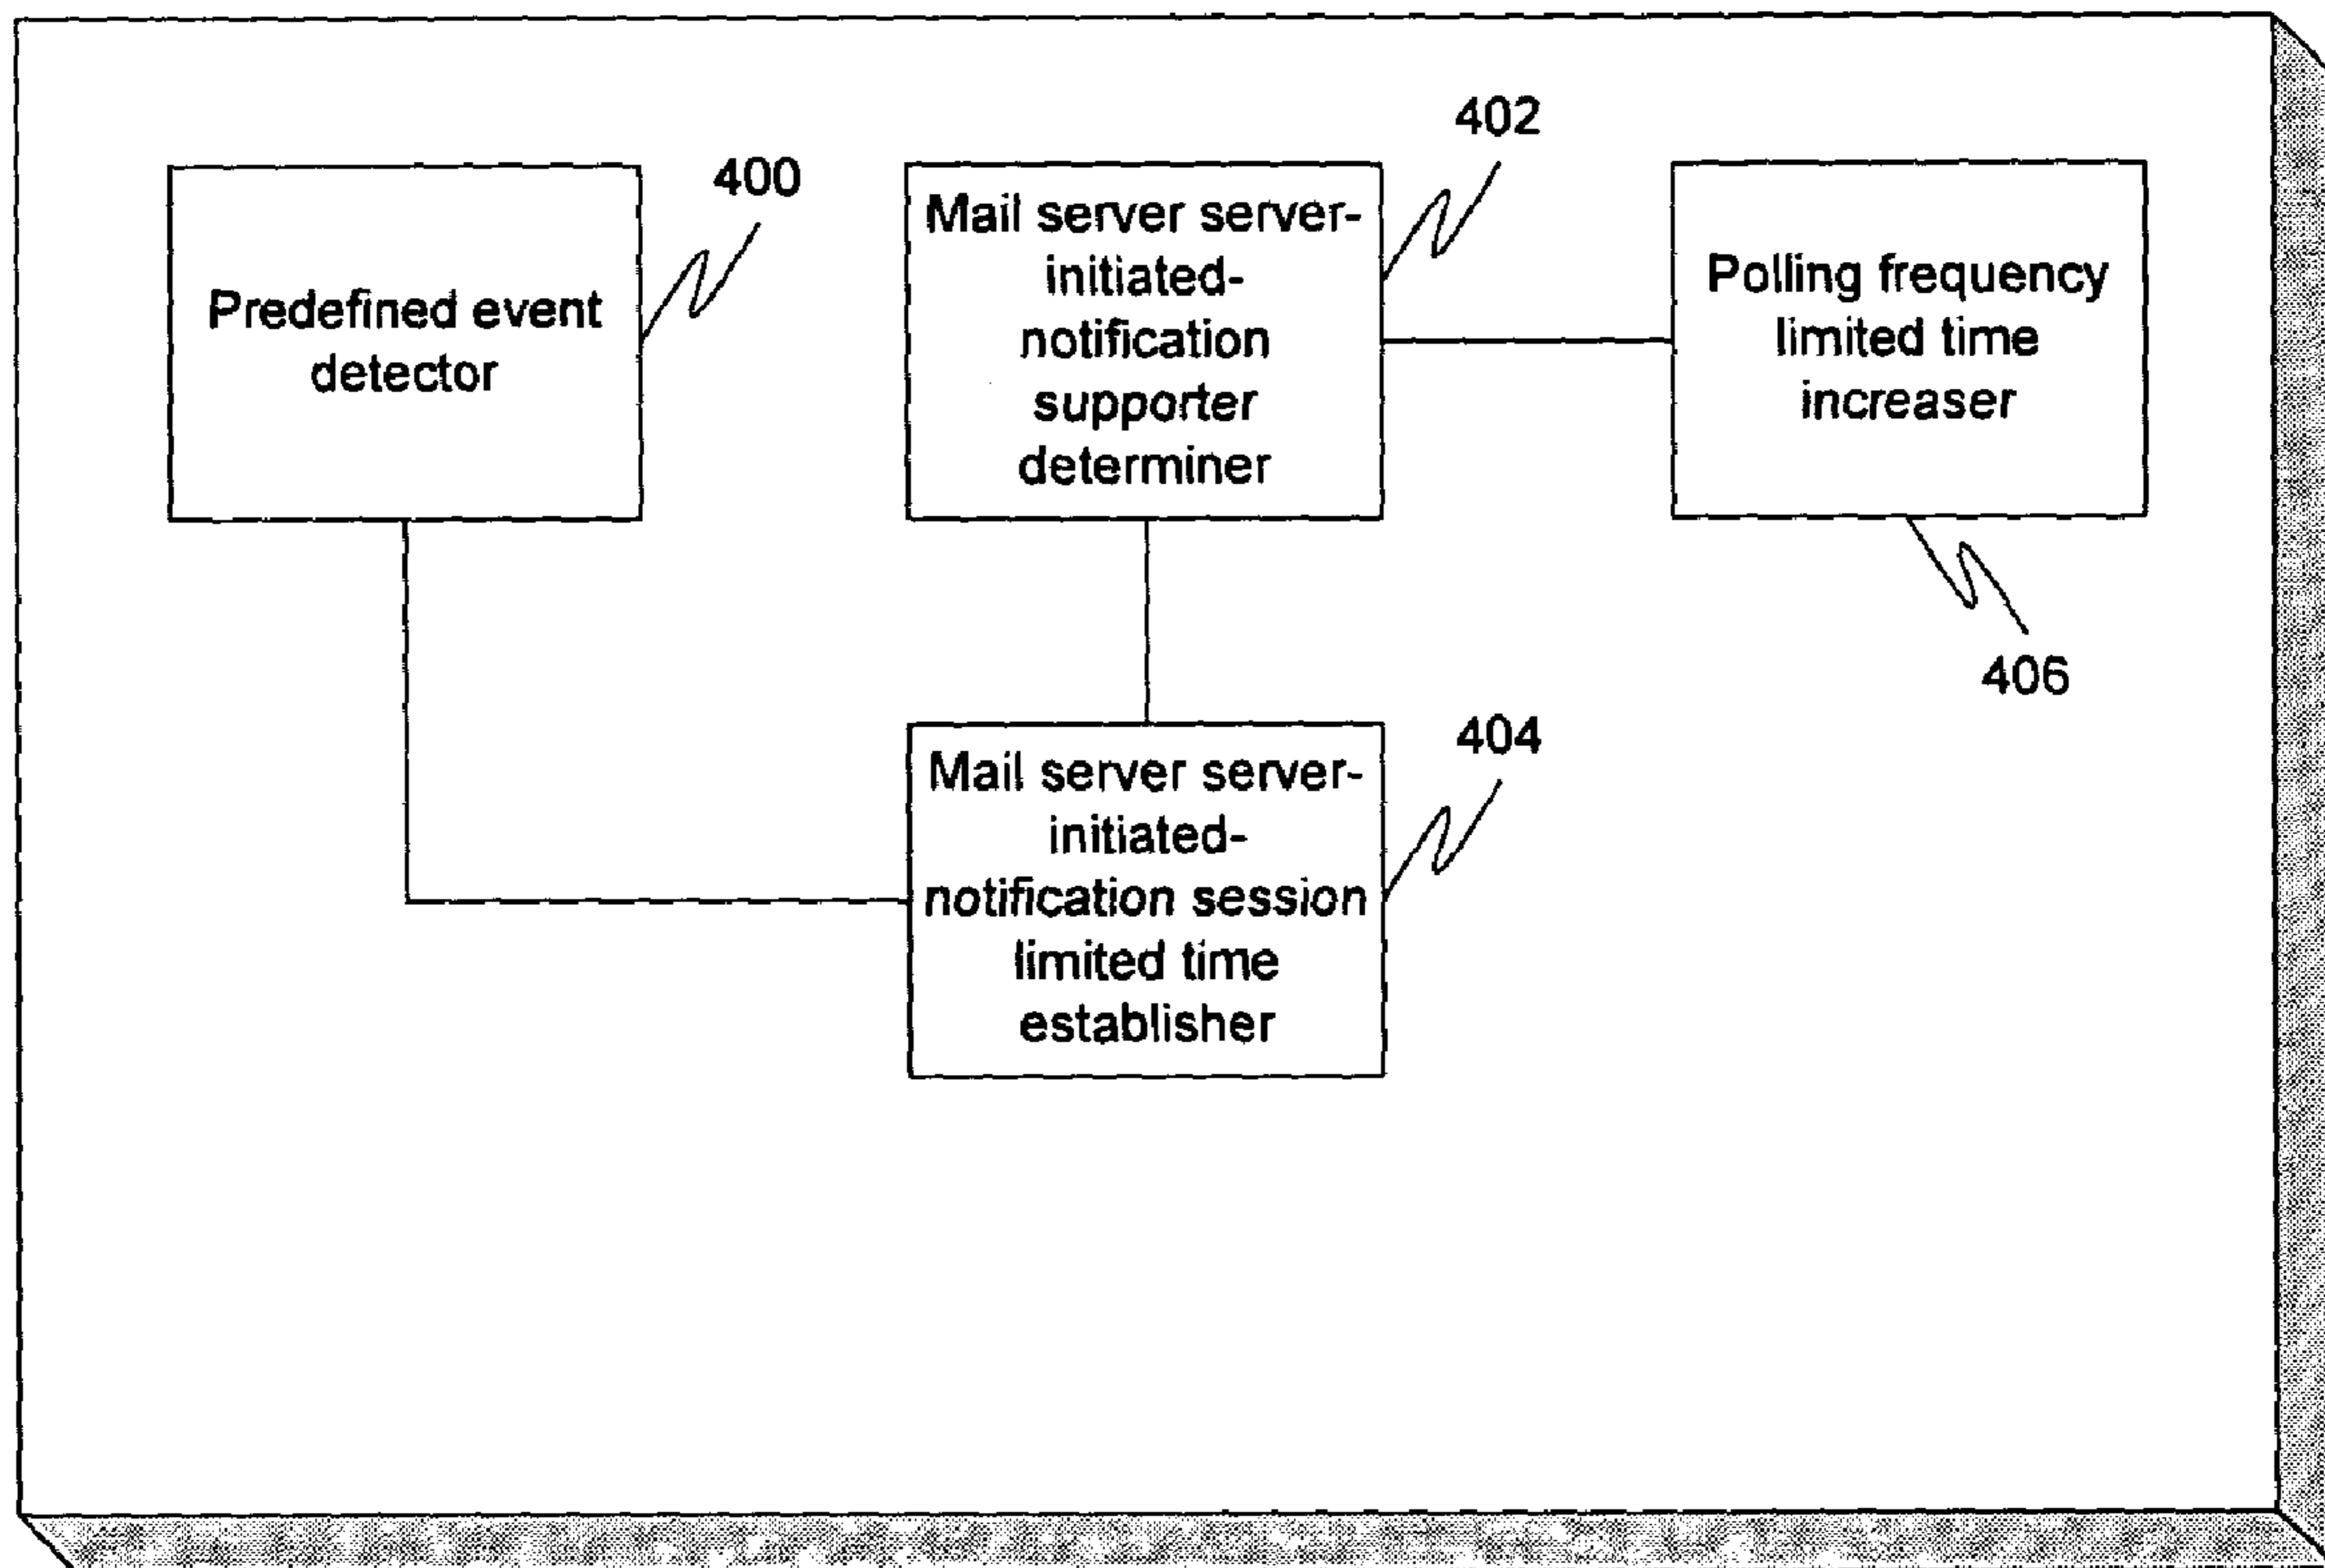 400
Predefined event
detector
402
Mail server server-
initiated-
notification
supporter
determiner
Polling frequency
limited time
increaser
406
404
Mail server server-
initiated-
notification session
limited time
establisher